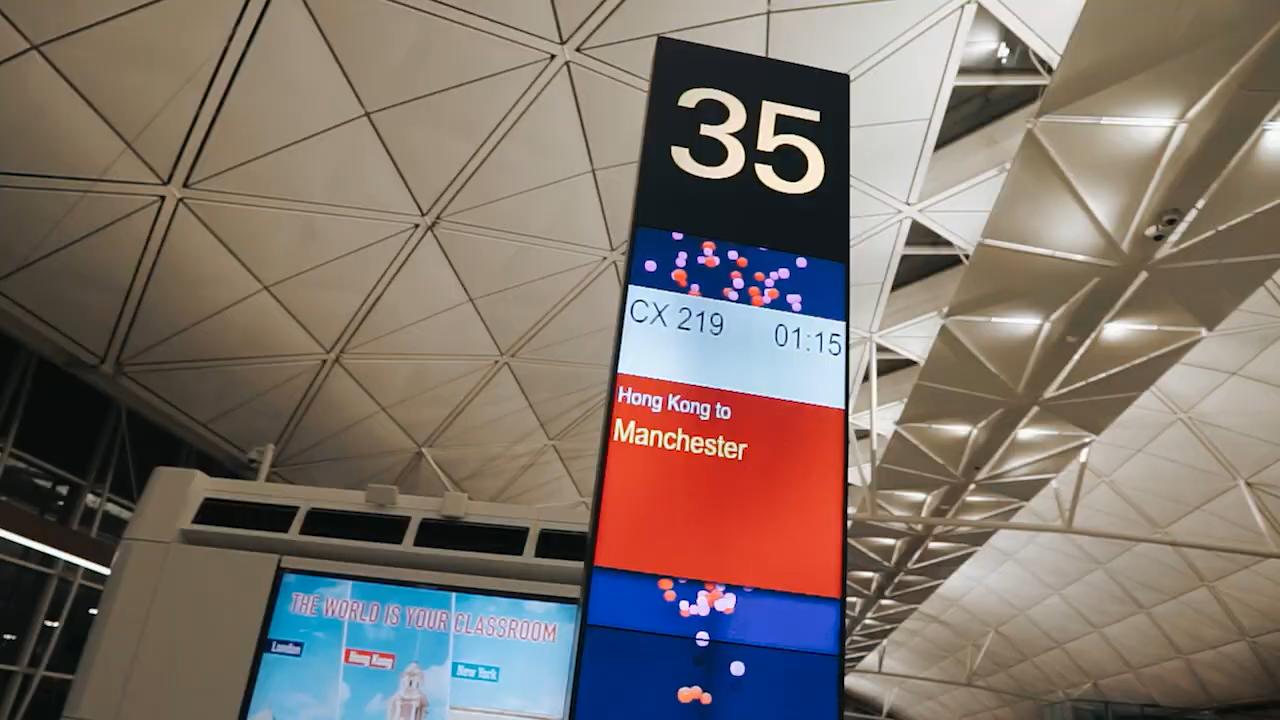 35
CX 219 01:15
Hong Kong to
Manchester
THE WORLD IS YOUR CLASSROOM
London
Hong Kong
New York